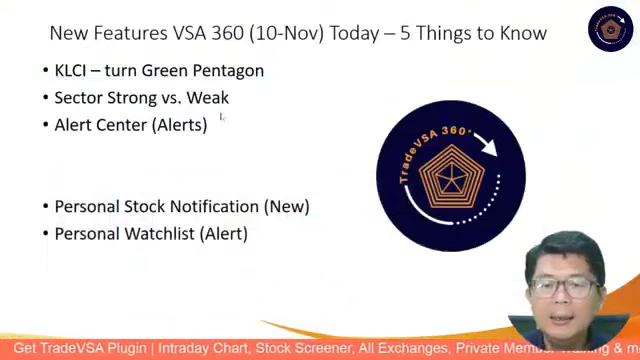 New Features VSA 360 (10-Nov) Today – 5 Things to Know
• KLCI – turn Green Pentagon
• Sector Strong vs. Weak
• Alert Center (Alerts)
TradeVSA 360°
• Personal Stock Notification (New)
• Personal Watchlist (Alert)
Get TradeVSA Plugin | Intraday Chart, Stock Screener, All Exchanges, Private Member Training & m